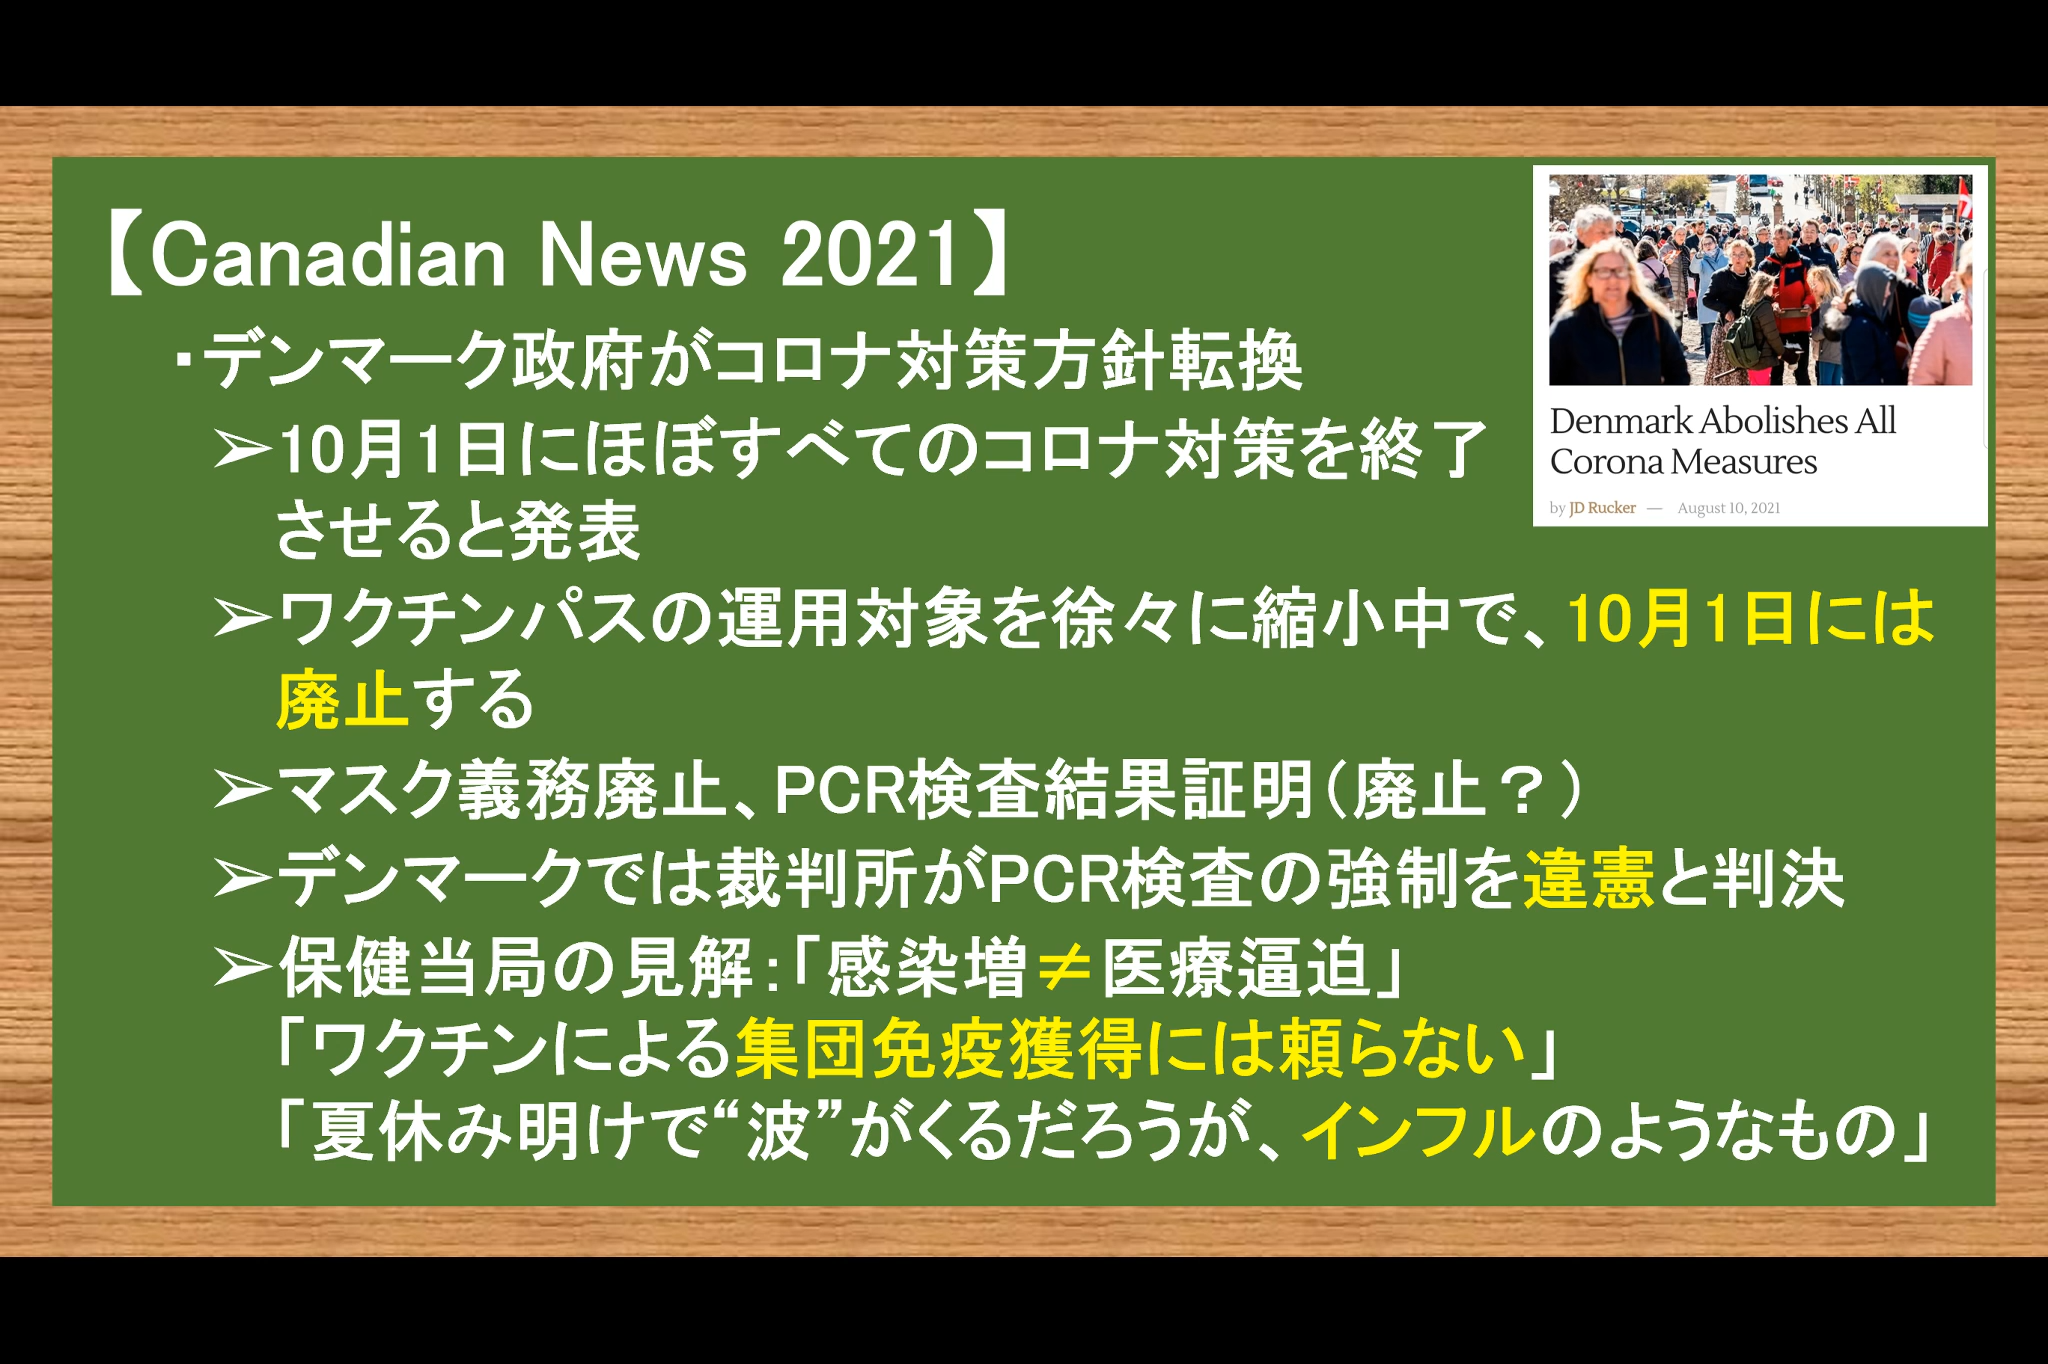 【Canadian News 2021】
・デンマーク政府がコロナ対策方針転換
➢10月1日にほぼすべてのコロナ対策を終了
させると発表
➢ワクチンパスの運用対象を徐々に縮小中で、10月1日には
廃止する
➢マスク義務廃止、PCR検査結果証明（廃止？）
➢デンマークでは裁判所がPCR検査の強制を違憲と判決
➢保健当局の見解：「感染増≠医療逼迫」
「ワクチンによる集団免疫獲得には頼らない」
「夏休み明けで“波”がくるだろうが、インフルのようなもの」
Denmark Abolishes All
Corona Measures
by JD Rucker — August 10, 2021